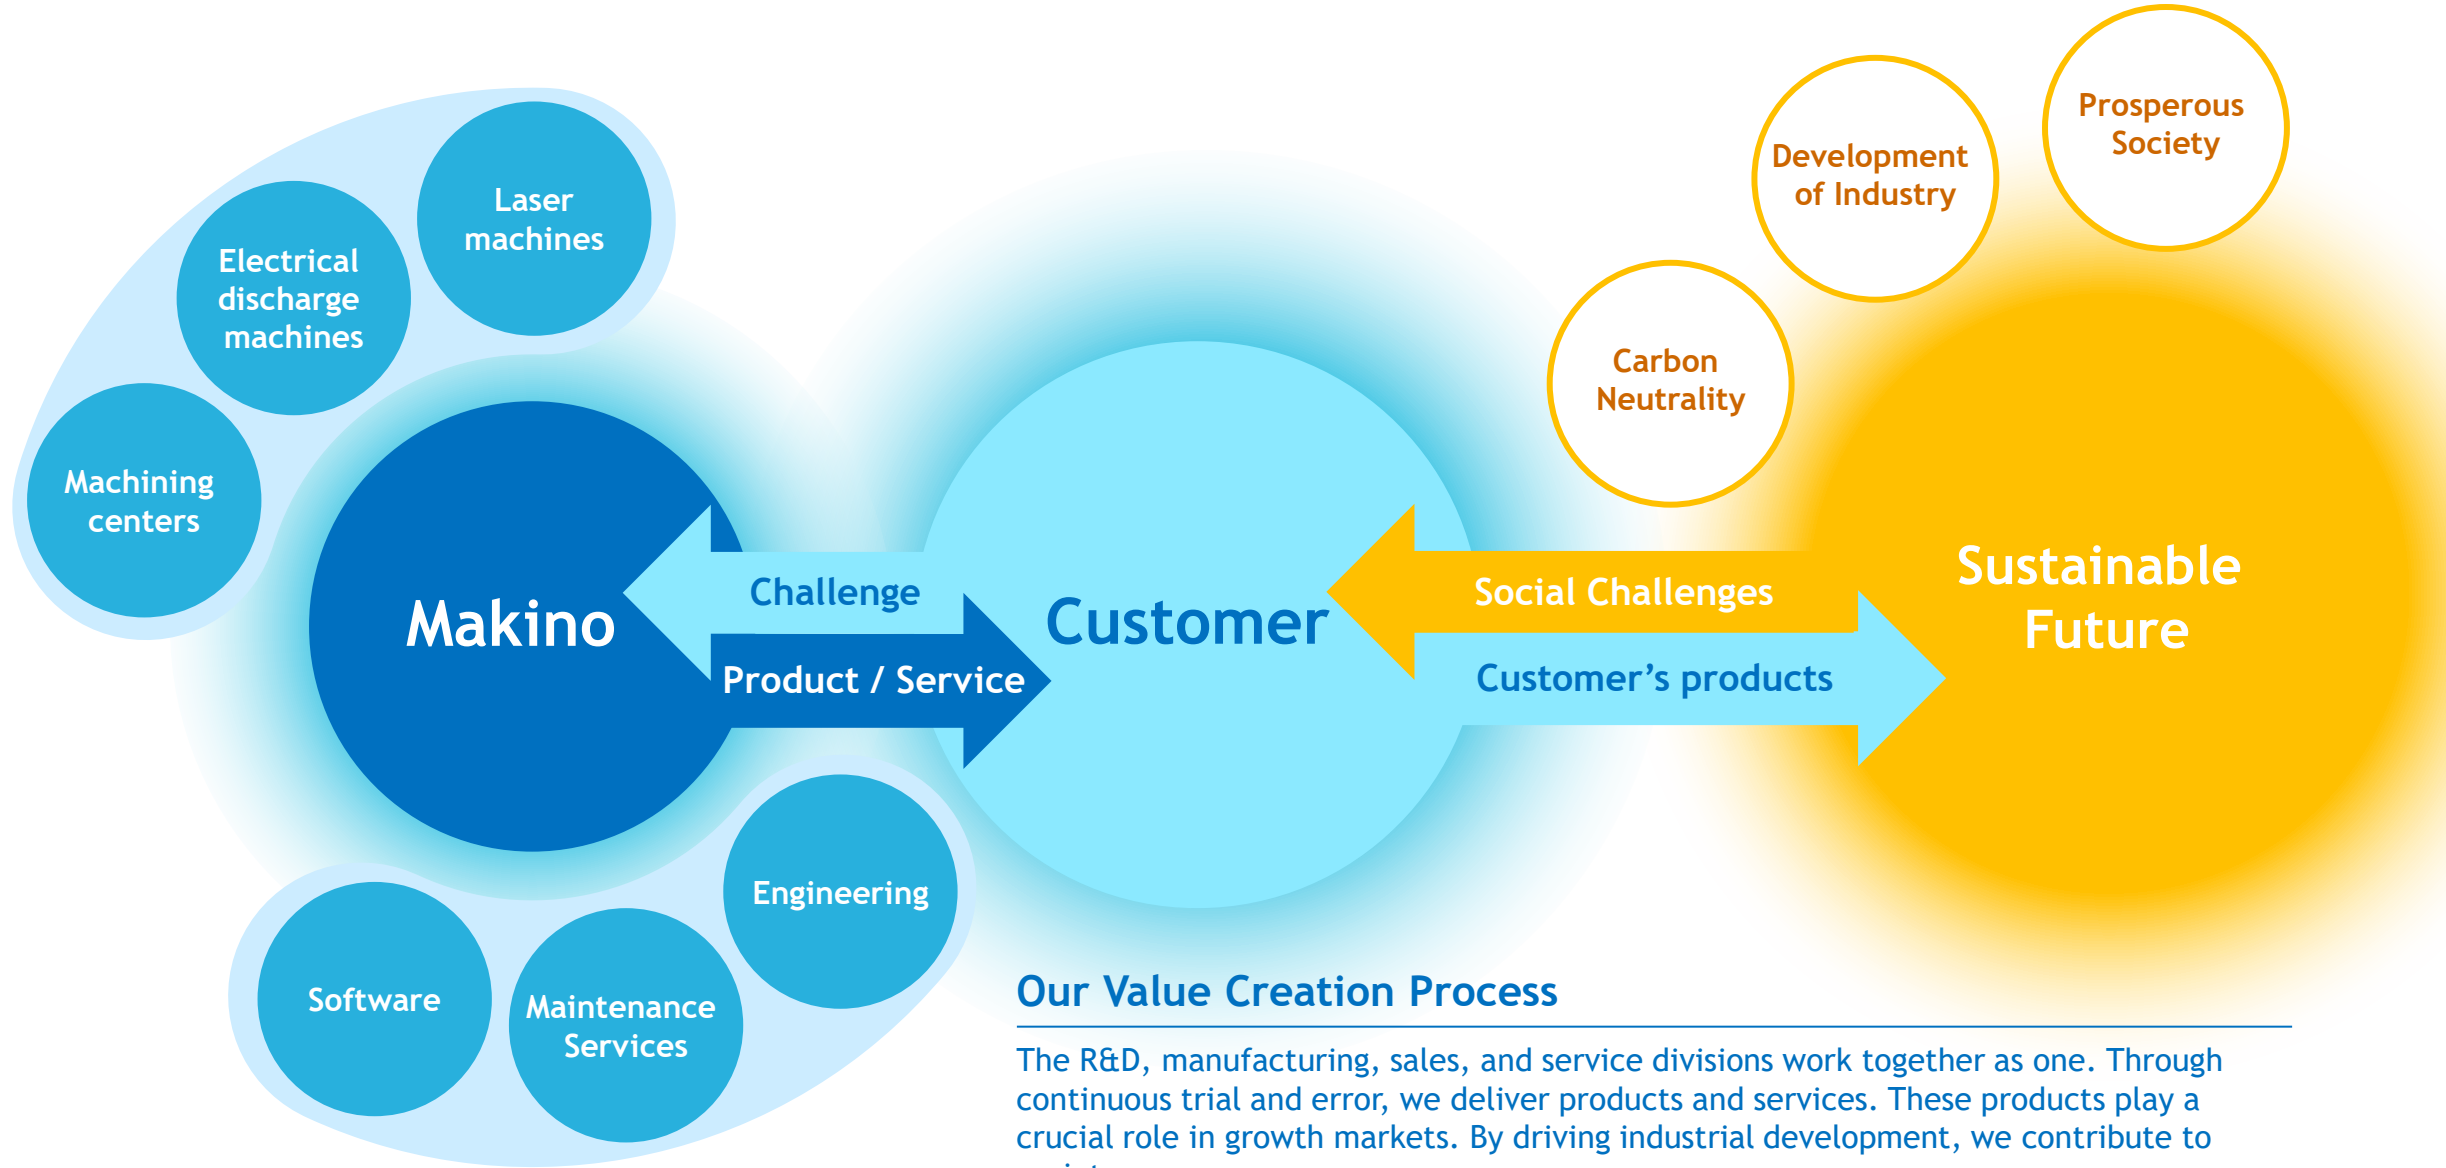 Laser
machines
Electrical
discharge
machines
Machining
centers
Makino
Challenge
Product / Service
Customer
Social Challenges
Customer’s products
Sustainable
Future
Carbon
Neutrality
Development
of Industry
Prosperous
Society
Software
Maintenance
Services
Engineering
Our Value Creation Process
The R&D, manufacturing, sales, and service divisions work together as one. Through
continuous trial and error, we deliver products and services. These products play a
crucial role in growth markets. By driving industrial development, we contribute to